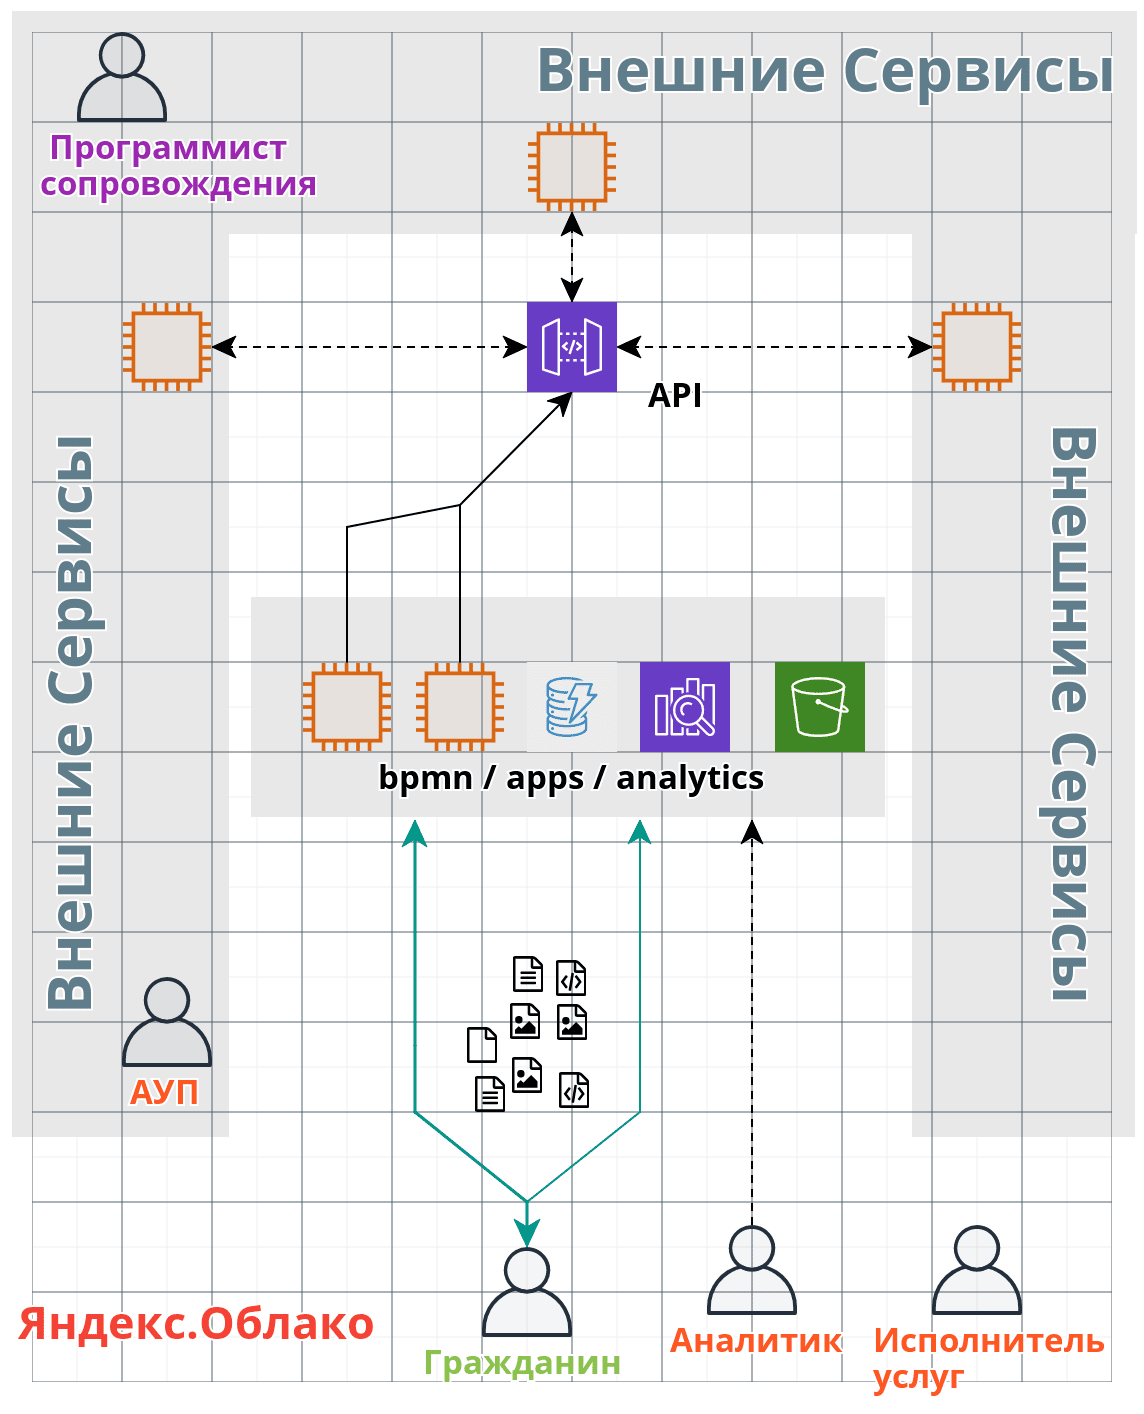 Внешние Сервисы
Программист
сопровождения
API
Внешние Сервисы
Внешние Сервисы
bpmn / apps / analytics
АУП
Яндекс.Облако
Гражданин
Аналитик
Исполнитель
услуг